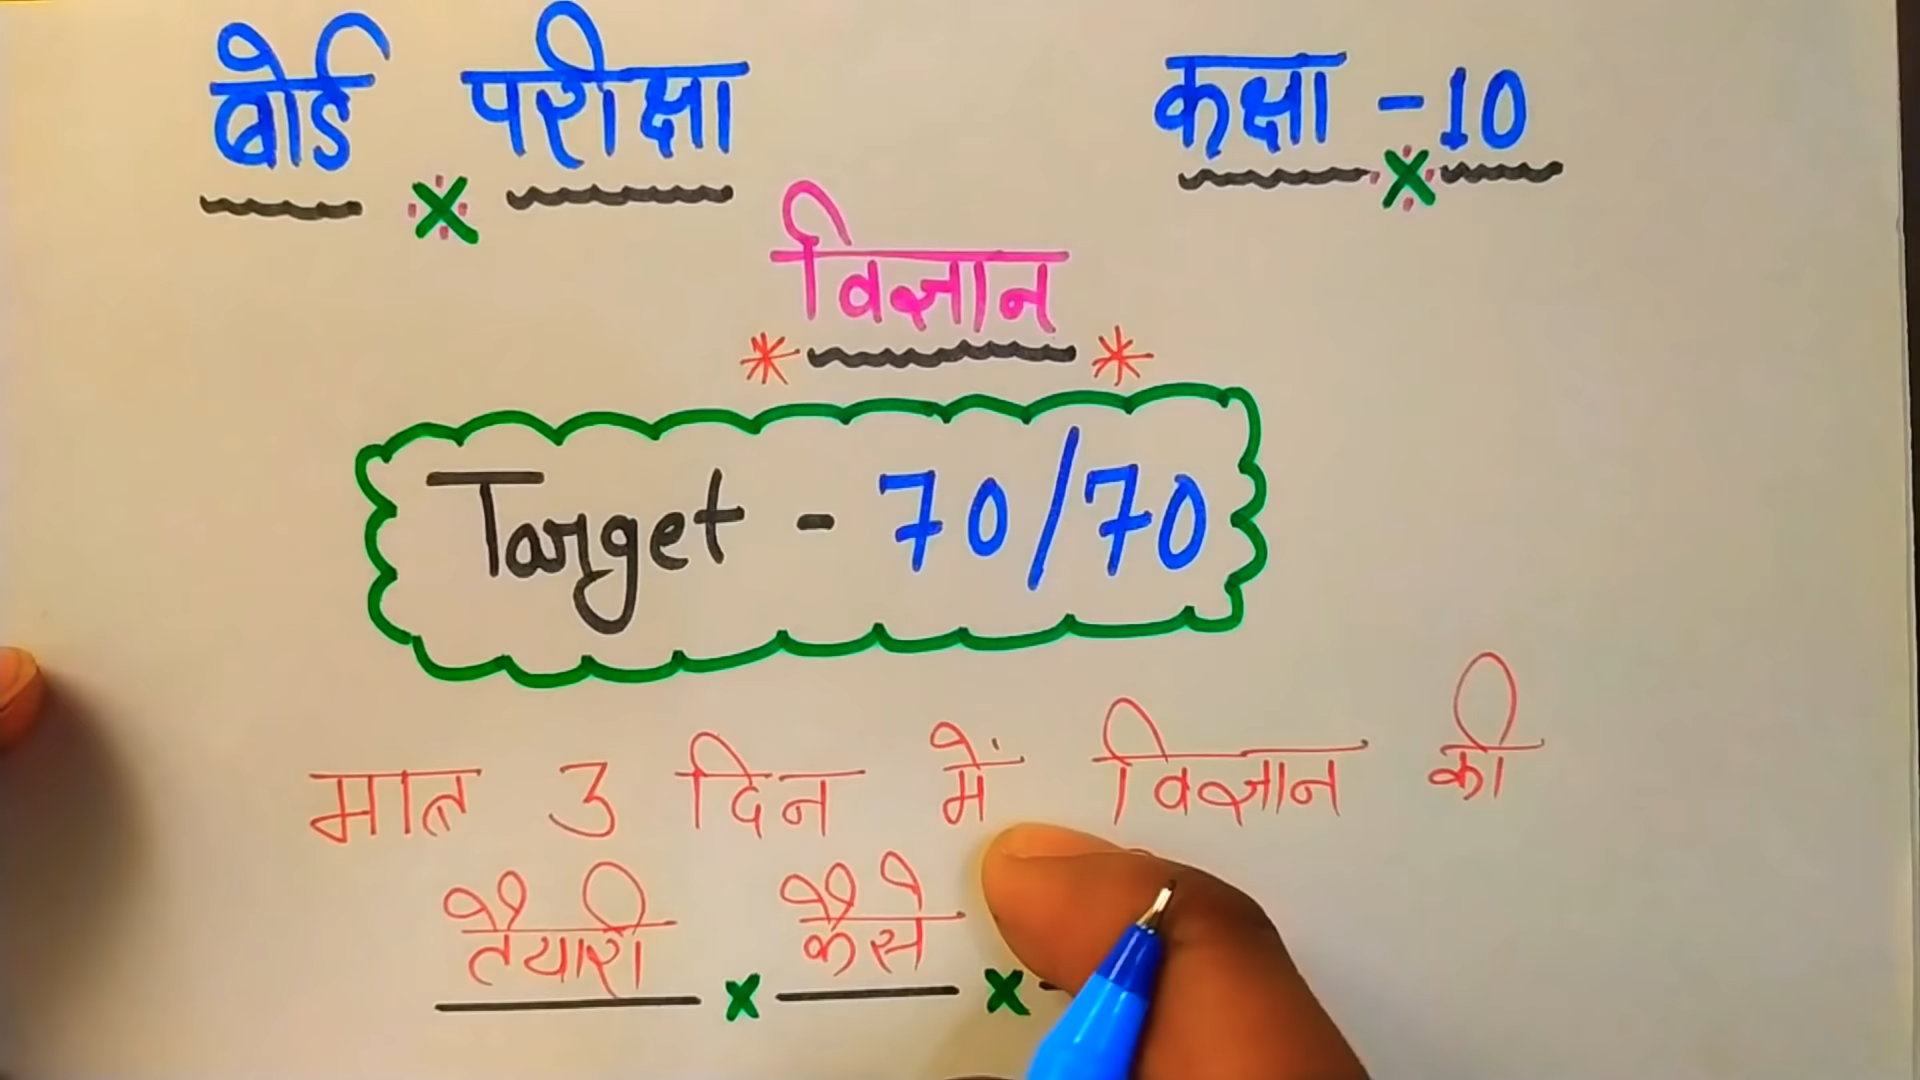 बोर्ड परीक्षा कक्षा -10
विज्ञान
Target - 70/70
मात्र 3 दिन में विज्ञान की
तैयारी कैसे